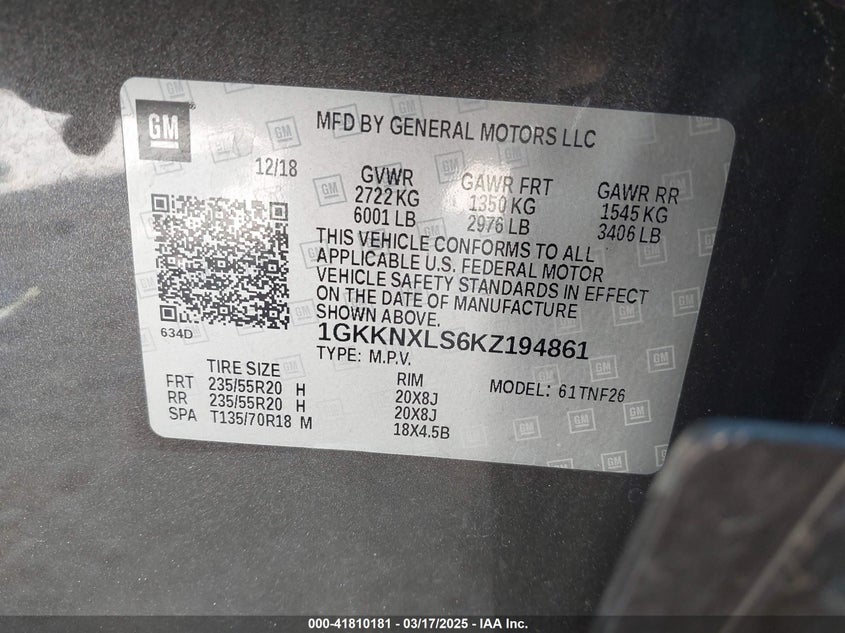 GM
MFD BY GENERAL MOTORS LLC
12/18
GVWR GAWR FRT GAWR RR
2722 KG 1350 KG 1545 KG
6001 LB 2976 LB 3406 LB
THIS VEHICLE CONFORMS TO ALL
APPLICABLE U.S. FEDERAL MOTOR
VEHICLE SAFETY STANDARDS IN EFFECT
ON THE DATE OF MANUFACTURE
SHOWN ABOVE.
634D
1GKKNXLS6KZ194861
TYPE: M.P.V.
TIRE SIZE RIM MODEL: 61TNF26
FRT 235/55R20 H 20X8J
RR 235/55R20 H 20X8J
SPA T135/70R18 M 18X4.5B
000-41810181 - 03/17/2025 - IAA Inc.